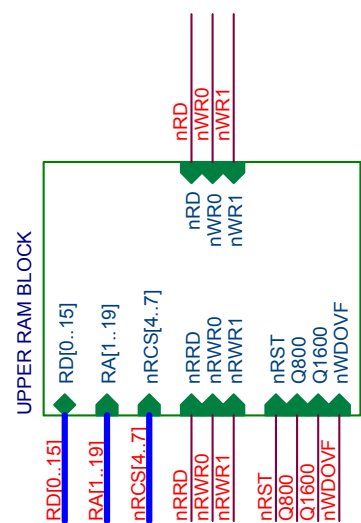 UPPER RAM BLOCK
nRD
nWR0
nWR1
nRD
nWR0
nWR1
RD[0..15]
RA[1..19]
nRCS[4..7]
nRRD
nRWR0
nRWR1
nRST
Q800
Q1600
nWDOVF
RD[0..15]
RA[1..19]
nRCS[4..7]
nRRD
nRWR0
nRWR1
nRST
Q800
Q1600
nWDOVF